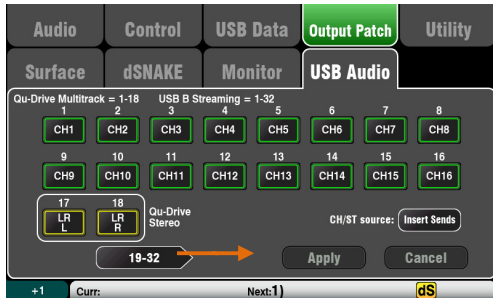 Audio Control USB Data Output Patch Utility
Surface dSNAKE Monitor USB Audio
Qu-Drive Multitrack = 1-18 USB B Streaming = 1-32
1 2 3 4 5 6 7 8
CH1 CH2 CH3 CH4 CH5 CH6 CH7 CH8
9 10 11 12 13 14 15 16
CH9 CH10 CH11 CH12 CH13 CH14 CH15 CH16
17 18
LR L LR R Qu-Drive Stereo CH/ST source: Insert Sends
19-32 Apply Cancel
+1 Curr: Next:1) dS